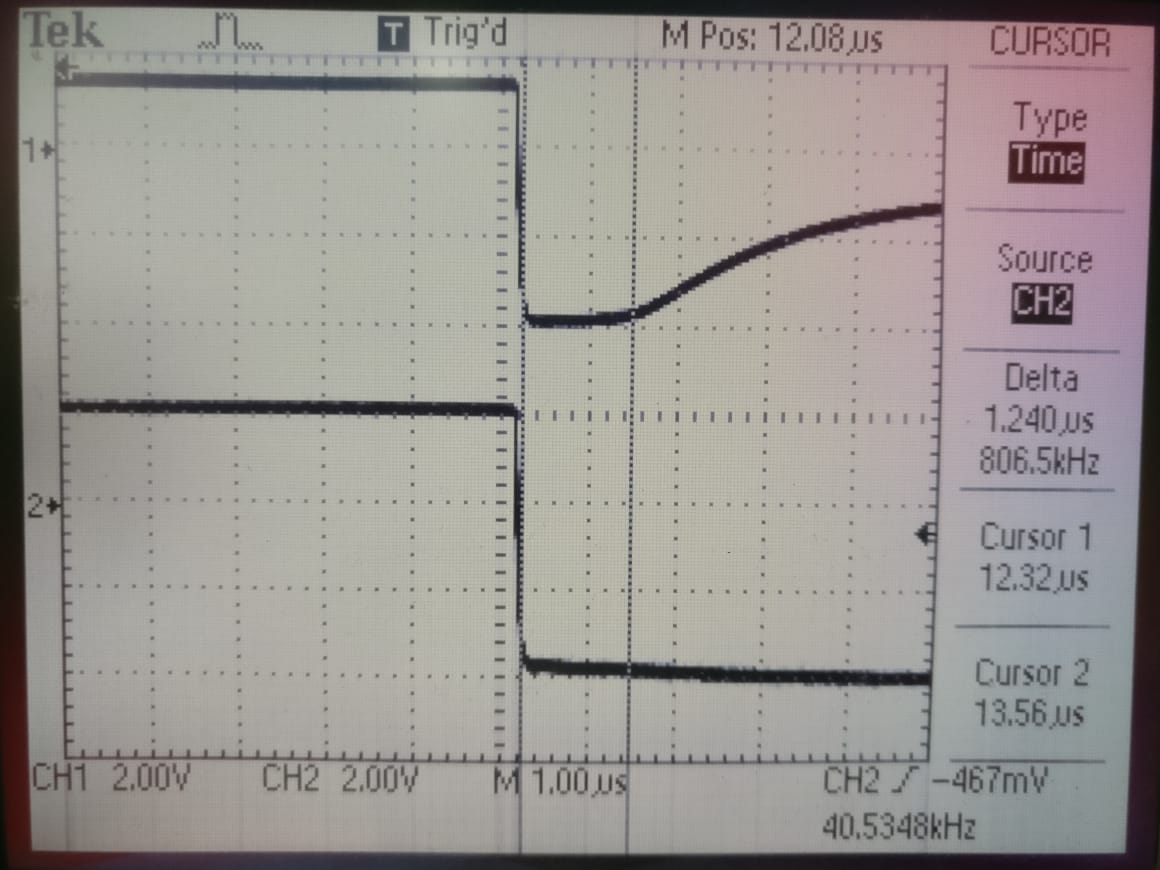 Tek T Trig'd M Pos: 12.08µs CURSOR
Type
Time
Source
CH2
Delta
1.240µs
806.5kHz
Cursor 1
12.32µs
Cursor 2
13.56µs
1
2
CH1 2.00V CH2 2.00V M 1.00µs CH2 -467mV
40.5348kHz